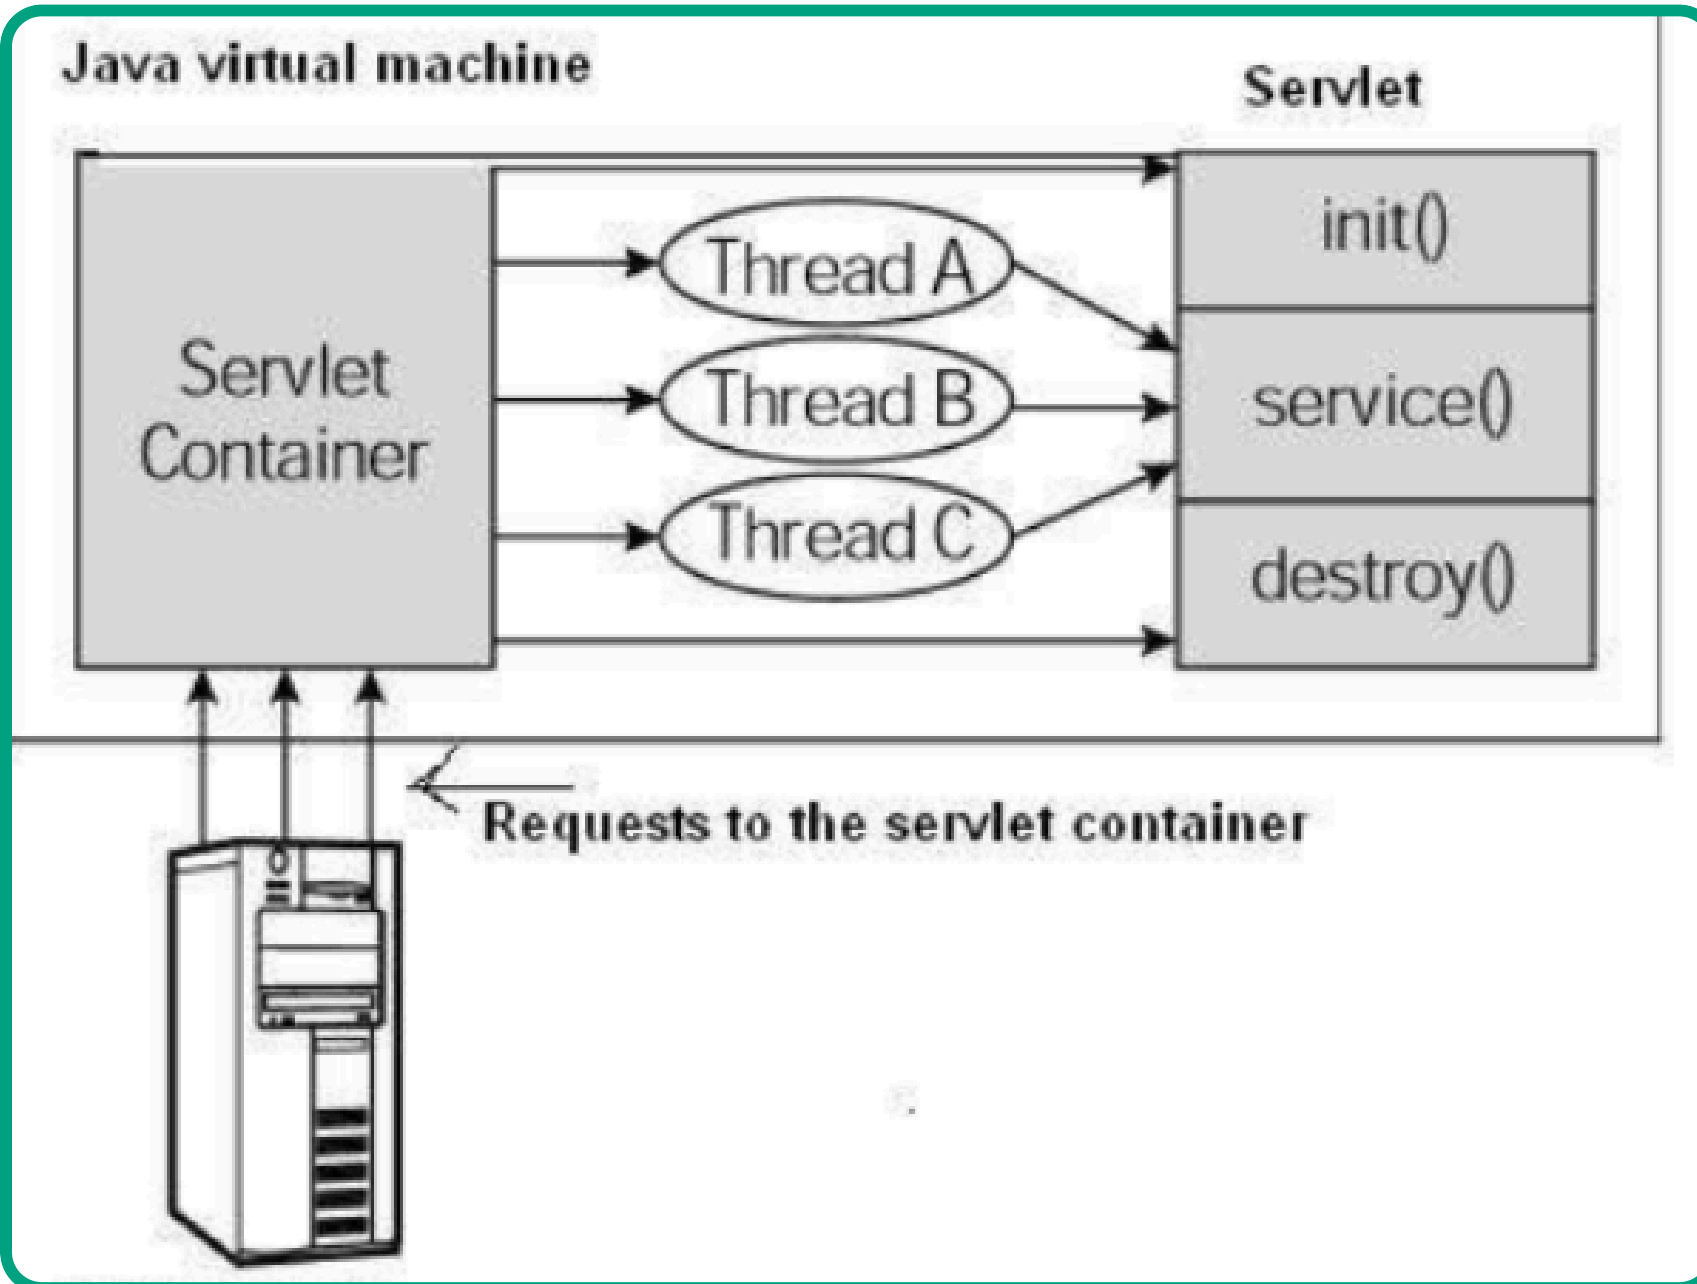 Java virtual machine
Servlet
Servlet
Container
Thread A
Thread B
Thread C
init()
service()
destroy()
Requests to the servlet container